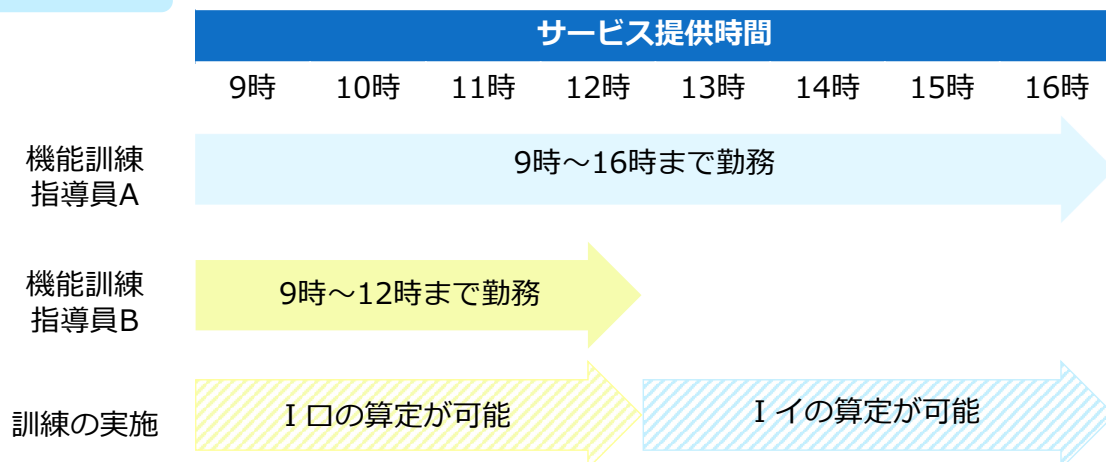 サービス提供時間
9時 10時 11時 12時 13時 14時 15時 16時
機能訓練
指導員A
9時～16時まで勤務
機能訓練
指導員B
9時～12時まで勤務
訓練の実施
Ⅰロの算定が可能
Ⅰイの算定が可能